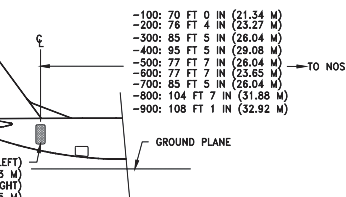 -100: 70 FT 0 IN (21.34 M)
-200: 76 FT 4 IN (23.27 M)
-300: 85 FT 5 IN (26.04 M)
-400: 95 FT 5 IN (29.08 M)
-500: 77 FT 7 IN (26.04 M)
-600: 77 FT 7 IN (23.65 M)
-700: 85 FT 5 IN (26.04 M)
-800: 104 FT 7 IN (31.88 M)
-900: 108 FT 1 IN (32.92 M)
℄
TO NOS
GROUND PLANE
LEFT)
M)
IGHT)
M)